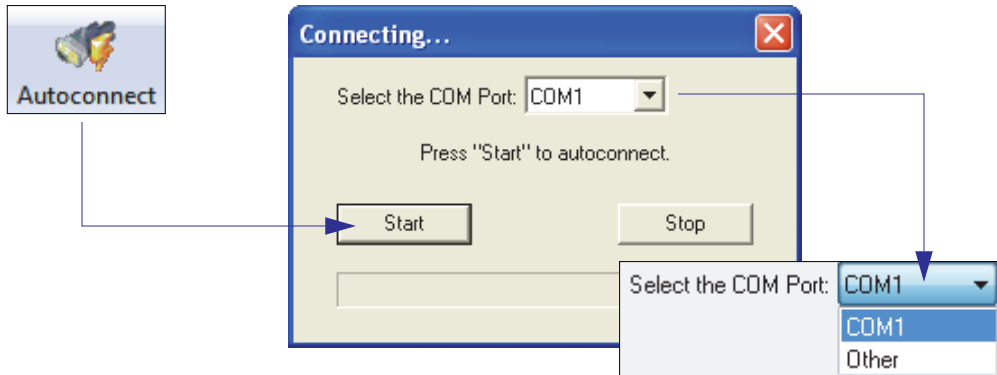 Autoconnect
Connecting...
Select the COM Port: COM1
Press "Start" to autoconnect.
Start Stop
Select the COM Port: COM1
COM1
Other